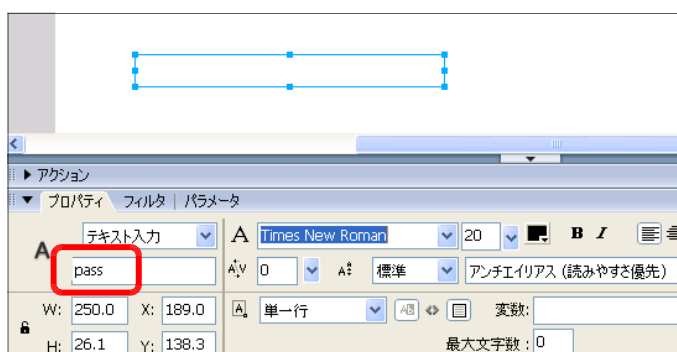 アクション
プロパティ フィルタ | パラメータ
A テキスト入力 A Times New Roman 20 B I
pass A/V 0 A 標準 アンチエイリアス (読みやすさ優先)
W: 250.0 X: 189.0 A 単一行 AB <> 変数:
H: 26.1 Y: 138.3 最大文字数 : 0